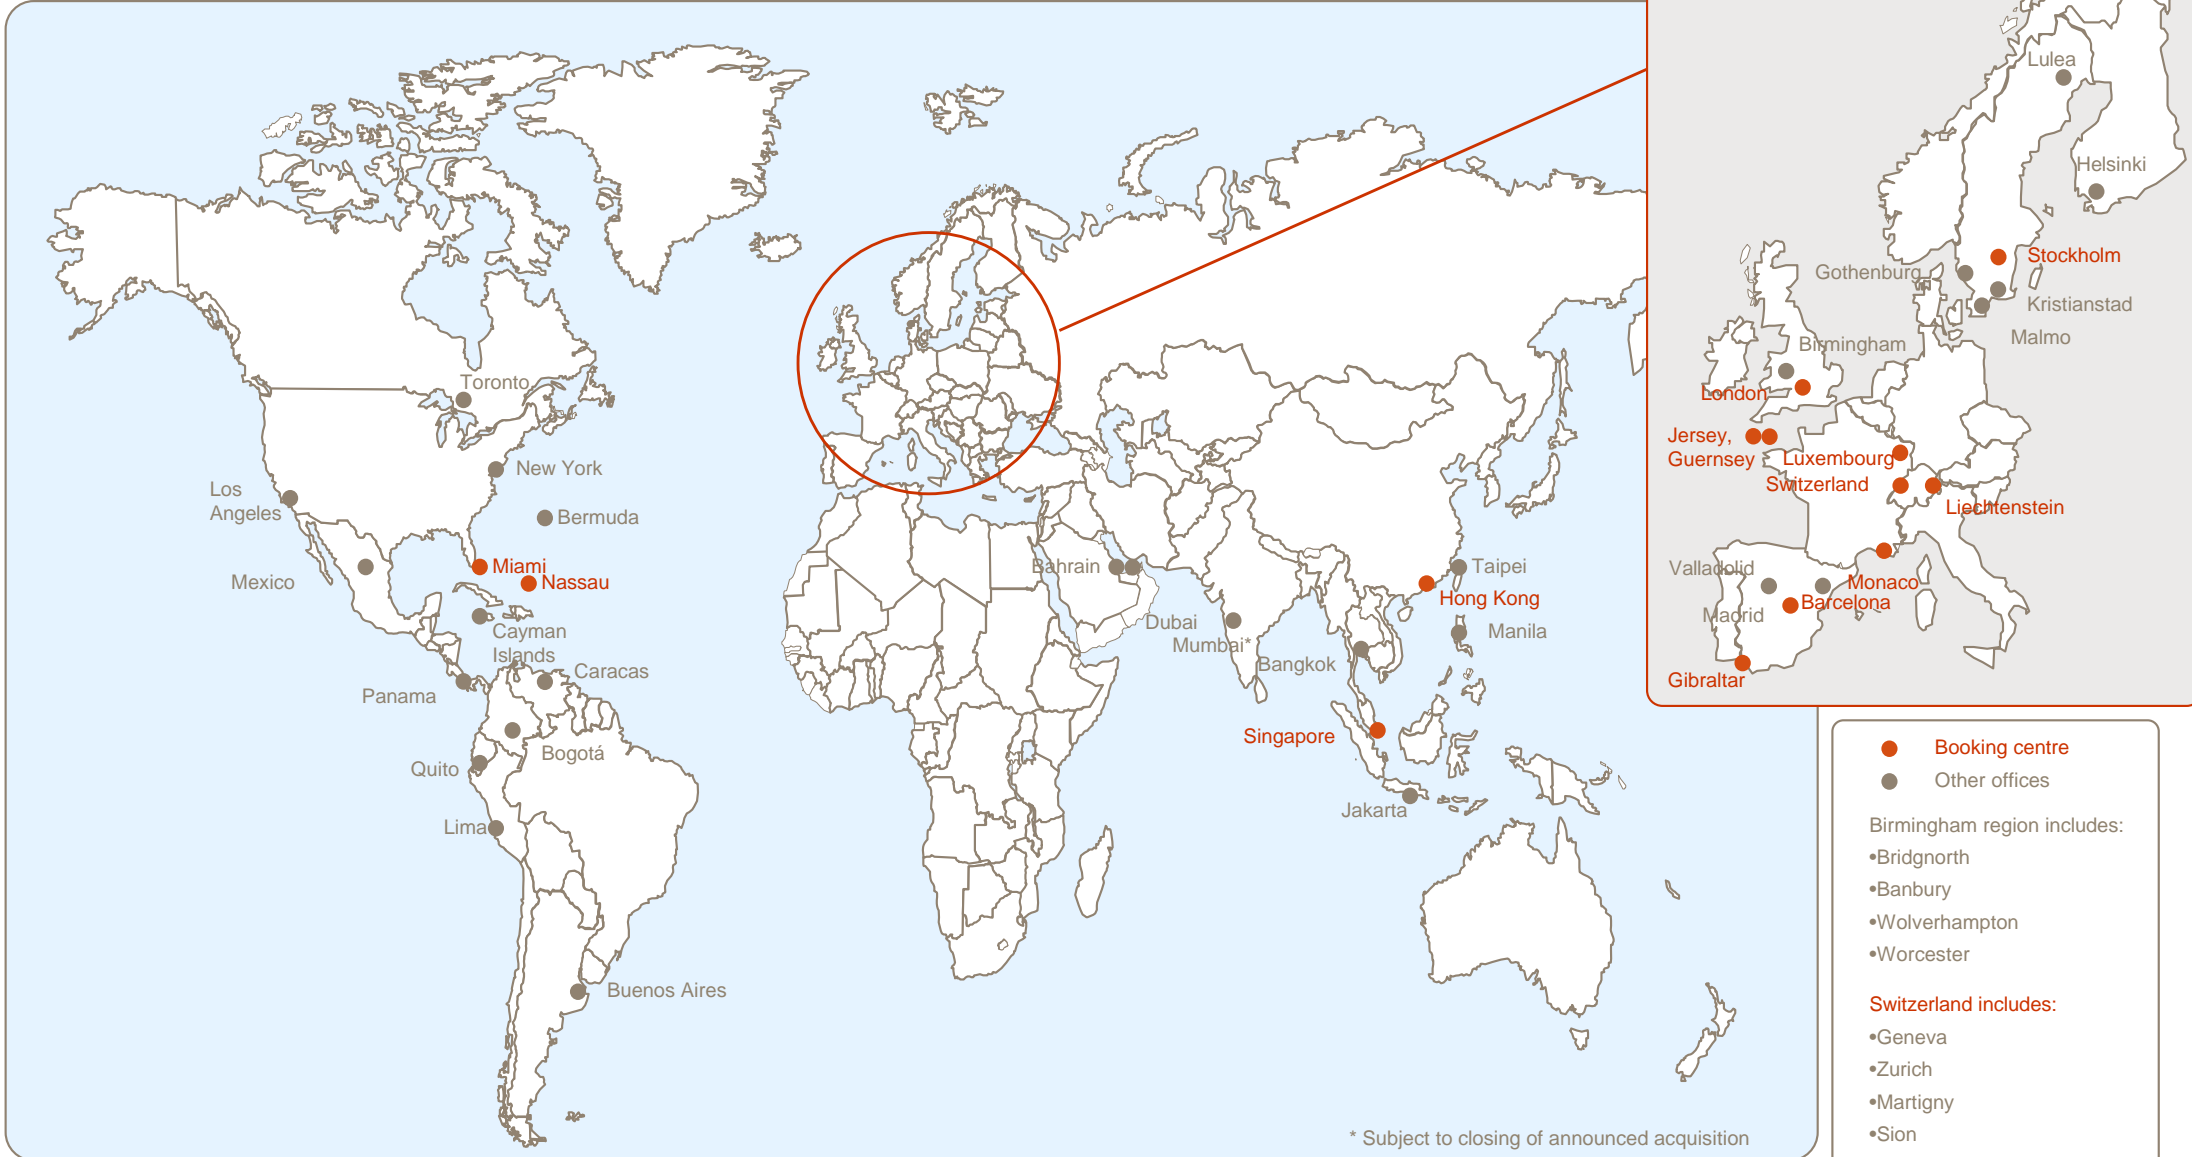 Toronto
New York
Los
Angeles
Bermuda
Miami
Nassau
Mexico
Cayman
Islands
Caracas
Panama
Bogotá
Quito
Lima
Buenos Aires
Bahrain
Dubai
Mumbai*
Bangkok
Taipei
Hong Kong
Manila
Singapore
Jakarta
* Subject to closing of announced acquisition
Lulea
Helsinki
Stockholm
Gothenburg
Kristianstad
Malmo
Birmingham
London
Jersey,
Guernsey
Luxembourg
Switzerland
Liechtenstein
Valladolid
Monaco
Barcelona
Madrid
Gibraltar
Booking centre
Other offices
Birmingham region includes:
•Bridgnorth
•Banbury
•Wolverhampton
•Worcester
Switzerland includes:
•Geneva
•Zurich
•Martigny
•Sion